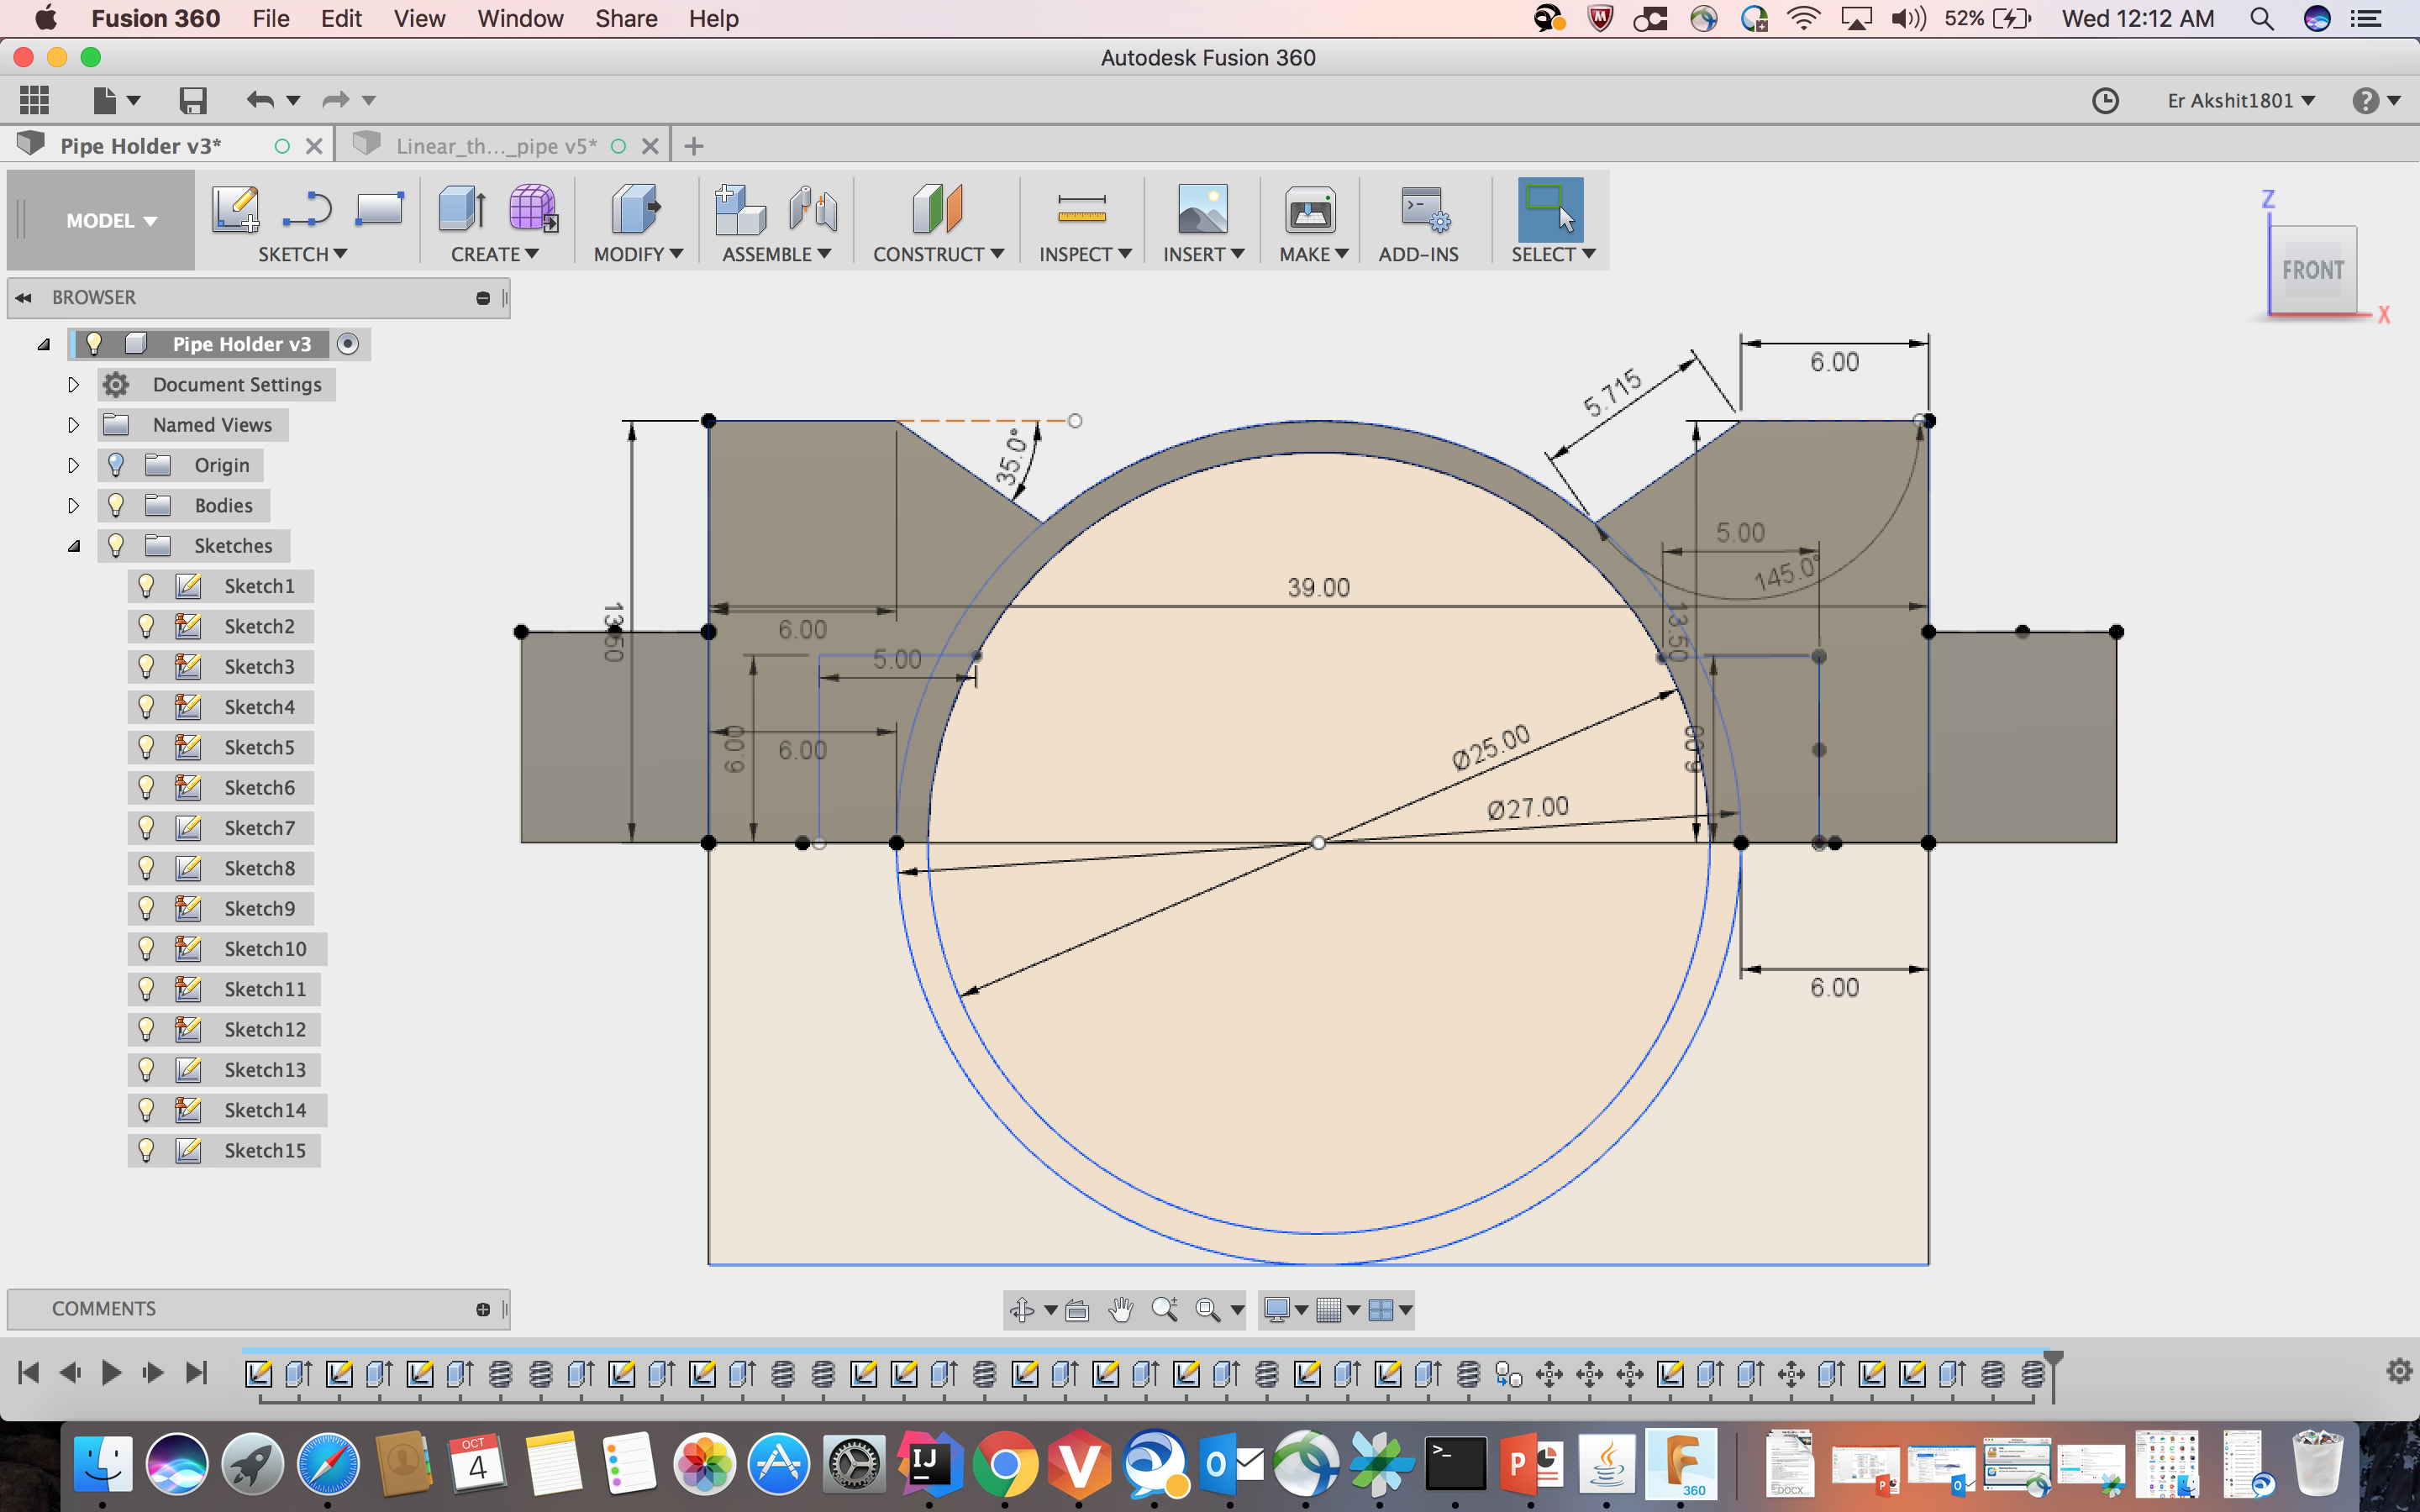 Fusion 360 File Edit View Window Share Help 52% Wed 12:12 AM
Autodesk Fusion 360
Er Akshit1801
Pipe Holder v3* Linear_th..._pipe v5*
MODEL SKETCH CREATE MODIFY ASSEMBLE CONSTRUCT INSPECT INSERT MAKE ADD-INS SELECT
Z
FRONT
X
BROWSER
Pipe Holder v3
Document Settings
Named Views
Origin
Bodies
Sketches
Sketch1
Sketch2
Sketch3
Sketch4
Sketch5
Sketch6
Sketch7
Sketch8
Sketch9
Sketch10
Sketch11
Sketch12
Sketch13
Sketch14
Sketch15
6.00
5.715
35.0°
5.00
145.0°
39.00
13.50
13.50
6.00
5.00
6.00
6.00
6.00
Ø25.00
Ø27.00
6.00
COMMENTS
OCT
4
IJ
O
>_
P
360
DOCX